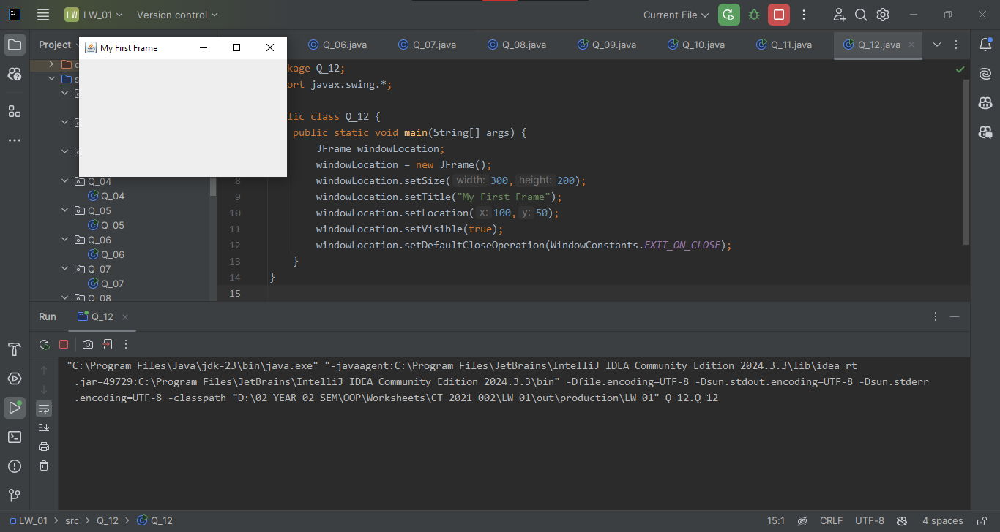 LW LW_01 Version control Current File
Project
My First Frame
Q_06.java Q_07.java Q_08.java Q_09.java Q_10.java Q_11.java Q_12.java
kage Q_12;
ort javax.swing.*;
lic class Q_12 {
public static void main(String[] args) {
JFrame windowLocation;
windowLocation = new JFrame();
8 windowLocation.setSize( width: 300, height: 200);
9 windowLocation.setTitle("My First Frame");
10 windowLocation.setLocation( x: 100, y: 50);
11 windowLocation.setVisible(true);
12 windowLocation.setDefaultCloseOperation(WindowConstants.EXIT_ON_CLOSE);
13 }
14 }
15
Q_04
Q_04
Q_05
Q_05
Q_06
Q_06
Q_07
Q_07
Q_08
Run Q_12
"C:\Program Files\Java\jdk-23\bin\java.exe" "-javaagent:C:\Program Files\JetBrains\IntelliJ IDEA Community Edition 2024.3.3\lib\idea_rt
.jar=49729:C:\Program Files\JetBrains\IntelliJ IDEA Community Edition 2024.3.3\bin" -Dfile.encoding=UTF-8 -Dsun.stdout.encoding=UTF-8 -Dsun.stderr
.encoding=UTF-8 -classpath "D:\02 YEAR 02 SEM\OOP\Worksheets\CT_2021_002\LW_01\out\production\LW_01" Q_12.Q_12
LW_01 > src > Q_12 > Q_12 15:1 CRLF UTF-8 4 spaces